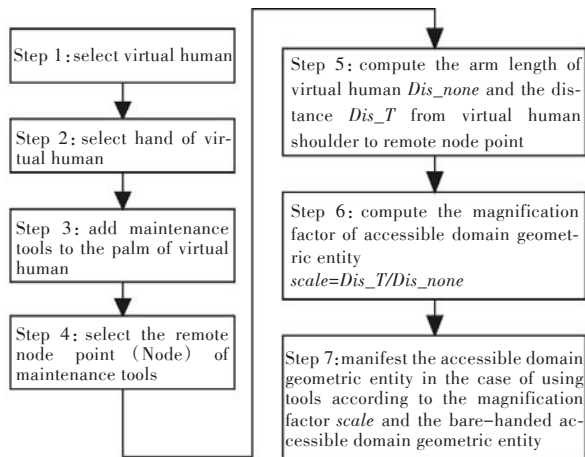 Step 1:select virtual human
Step 2: select hand of vir-
tual human
Step 3: add maintenance
tools to the palm of virtual
human
Step 4: select the remote
node point (Node) of
maintenance tools
Step 5: compute the arm length of
virtual human Dis_none and the dis-
tance Dis_T from virtual human
shoulder to remote node point
Step 6: compute the magnification
factor of accessible domain geomet-
ric entity
scale=Dis_T/Dis_none
Step 7:manifest the accessible domain
geometric entity in the case of using
tools according to the magnification
factor scale and the bare-handed ac-
cessible domain geometric entity